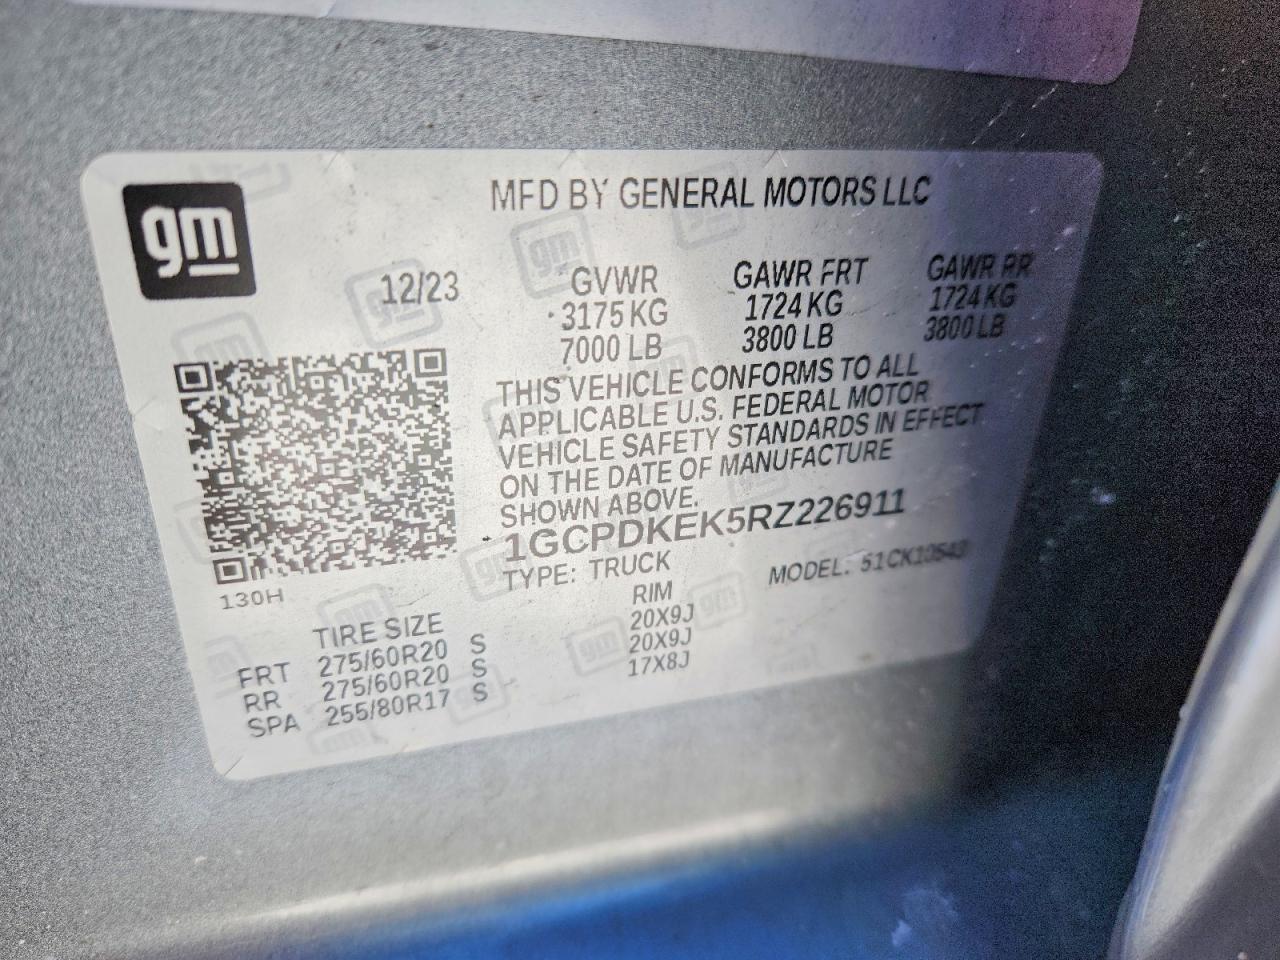 gm
MFD BY GENERAL MOTORS LLC
12/23 GVWR GAWR FRT GAWR RR
3175 KG 1724 KG 1724 KG
7000 LB 3800 LB 3800 LB
THIS VEHICLE CONFORMS TO ALL
APPLICABLE U.S. FEDERAL MOTOR
VEHICLE SAFETY STANDARDS IN EFFECT
ON THE DATE OF MANUFACTURE
SHOWN ABOVE.
1GCPDKEK5RZ226911
TYPE: TRUCK MODEL: 51CK10543
130H
TIRE SIZE RIM
FRT 275/60R20 S 20X9J
RR 275/60R20 S 20X9J
SPA 255/80R17 S 17X8J